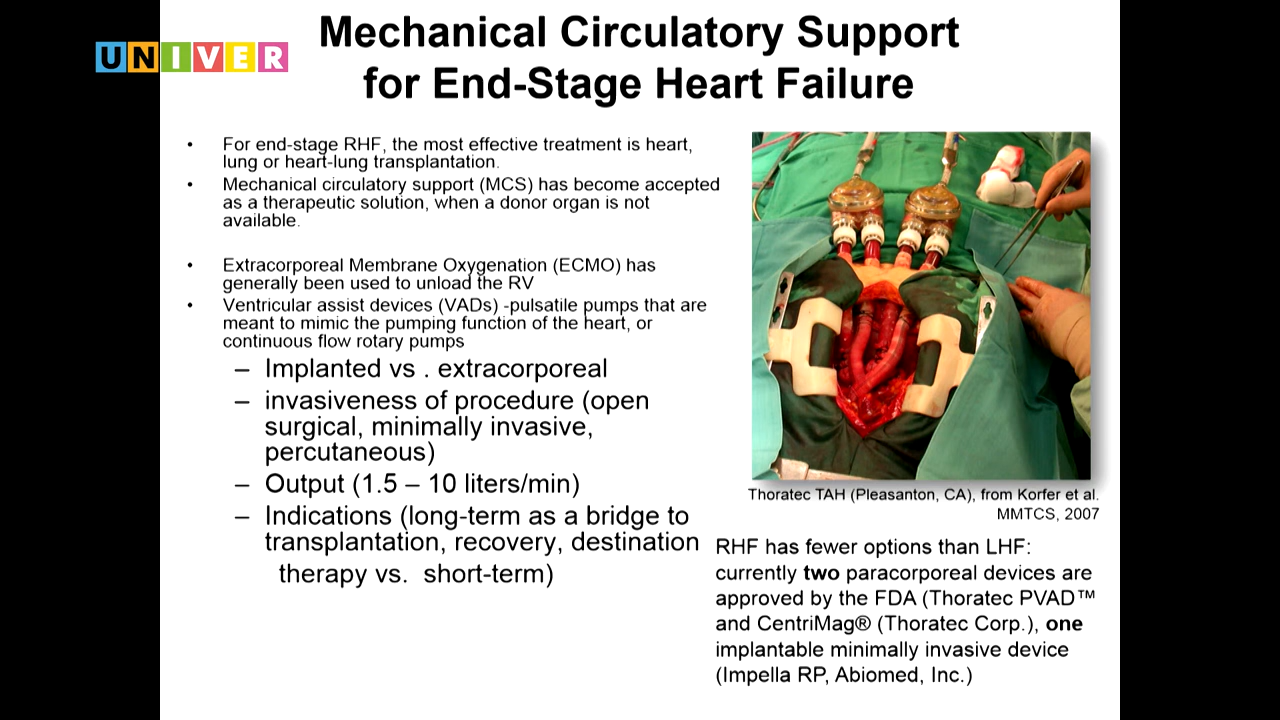 UNIVER
Mechanical Circulatory Support
for End-Stage Heart Failure
• For end-stage RHF, the most effective treatment is heart,
lung or heart-lung transplantation.
• Mechanical circulatory support (MCS) has become accepted
as a therapeutic solution, when a donor organ is not
available.
• Extracorporeal Membrane Oxygenation (ECMO) has
generally been used to unload the RV
• Ventricular assist devices (VADs) -pulsatile pumps that are
meant to mimic the pumping function of the heart, or
continuous flow rotary pumps
– Implanted vs . extracorporeal
– invasiveness of procedure (open
surgical, minimally invasive,
percutaneous)
– Output (1.5 – 10 liters/min)
– Indications (long-term as a bridge to
transplantation, recovery, destination
therapy vs. short-term)
Thoratec TAH (Pleasanton, CA), from Korfer et al.
MMTCS, 2007
RHF has fewer options than LHF:
currently two paracorporeal devices are
approved by the FDA (Thoratec PVAD™
and CentriMag® (Thoratec Corp.), one
implantable minimally invasive device
(Impella RP, Abiomed, Inc.)